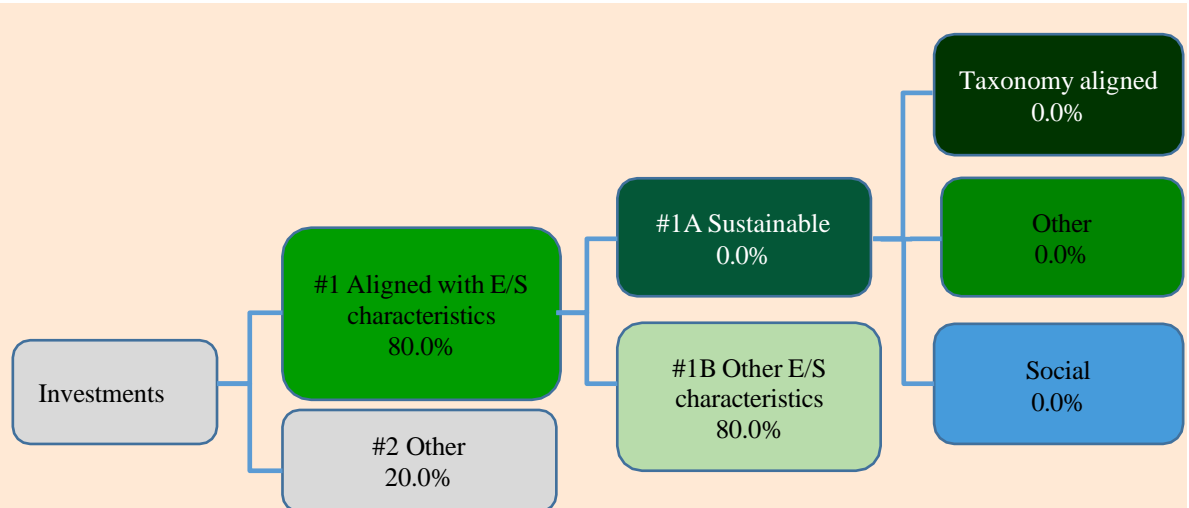 Investments
#1 Aligned with E/S
characteristics
80.0%
#2 Other
20.0%
#1A Sustainable
0.0%
#1B Other E/S
characteristics
80.0%
Taxonomy aligned
0.0%
Other
0.0%
Social
0.0%